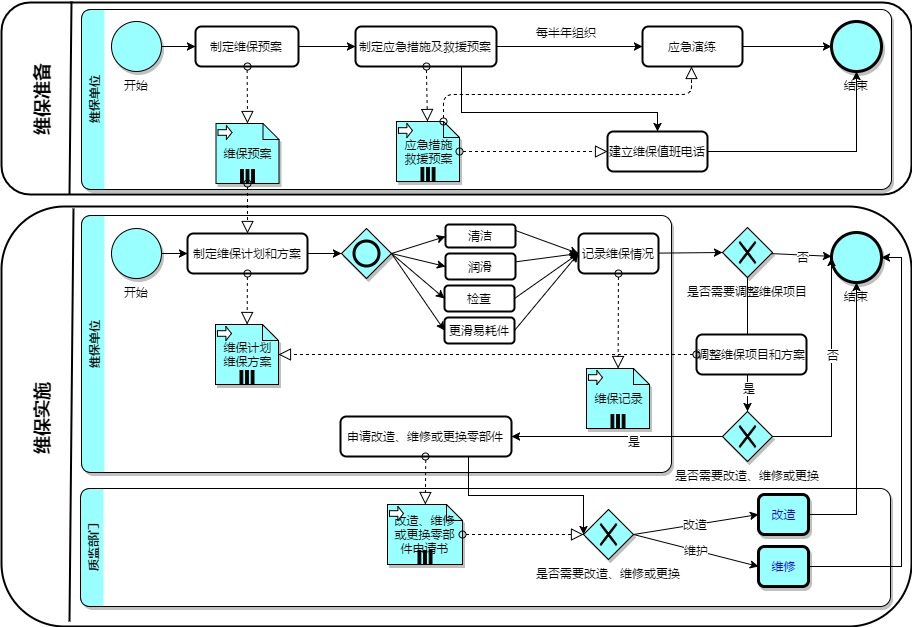 维保准备
维保单位
开始
制定维保预案
制定应急措施及救援预案
每半年组织
应急演练
结束
维保预案
应急措施
救援预案
建立维保值班电话
维保实施
维保单位
开始
制定维保计划和方案
清洁
润滑
检查
更滑易耗件
记录维保情况
否
结束
是否需要调整维保项目
维保计划
维保方案
调整维保项目和方案
否
维保记录
是
申请改造、维修或更换零部件
是
是否需要改造、维修或更换
质监部门
改造、维修
或更换零部
件申请书
改造
改造
维护
维修
是否需要改造、维修或更换